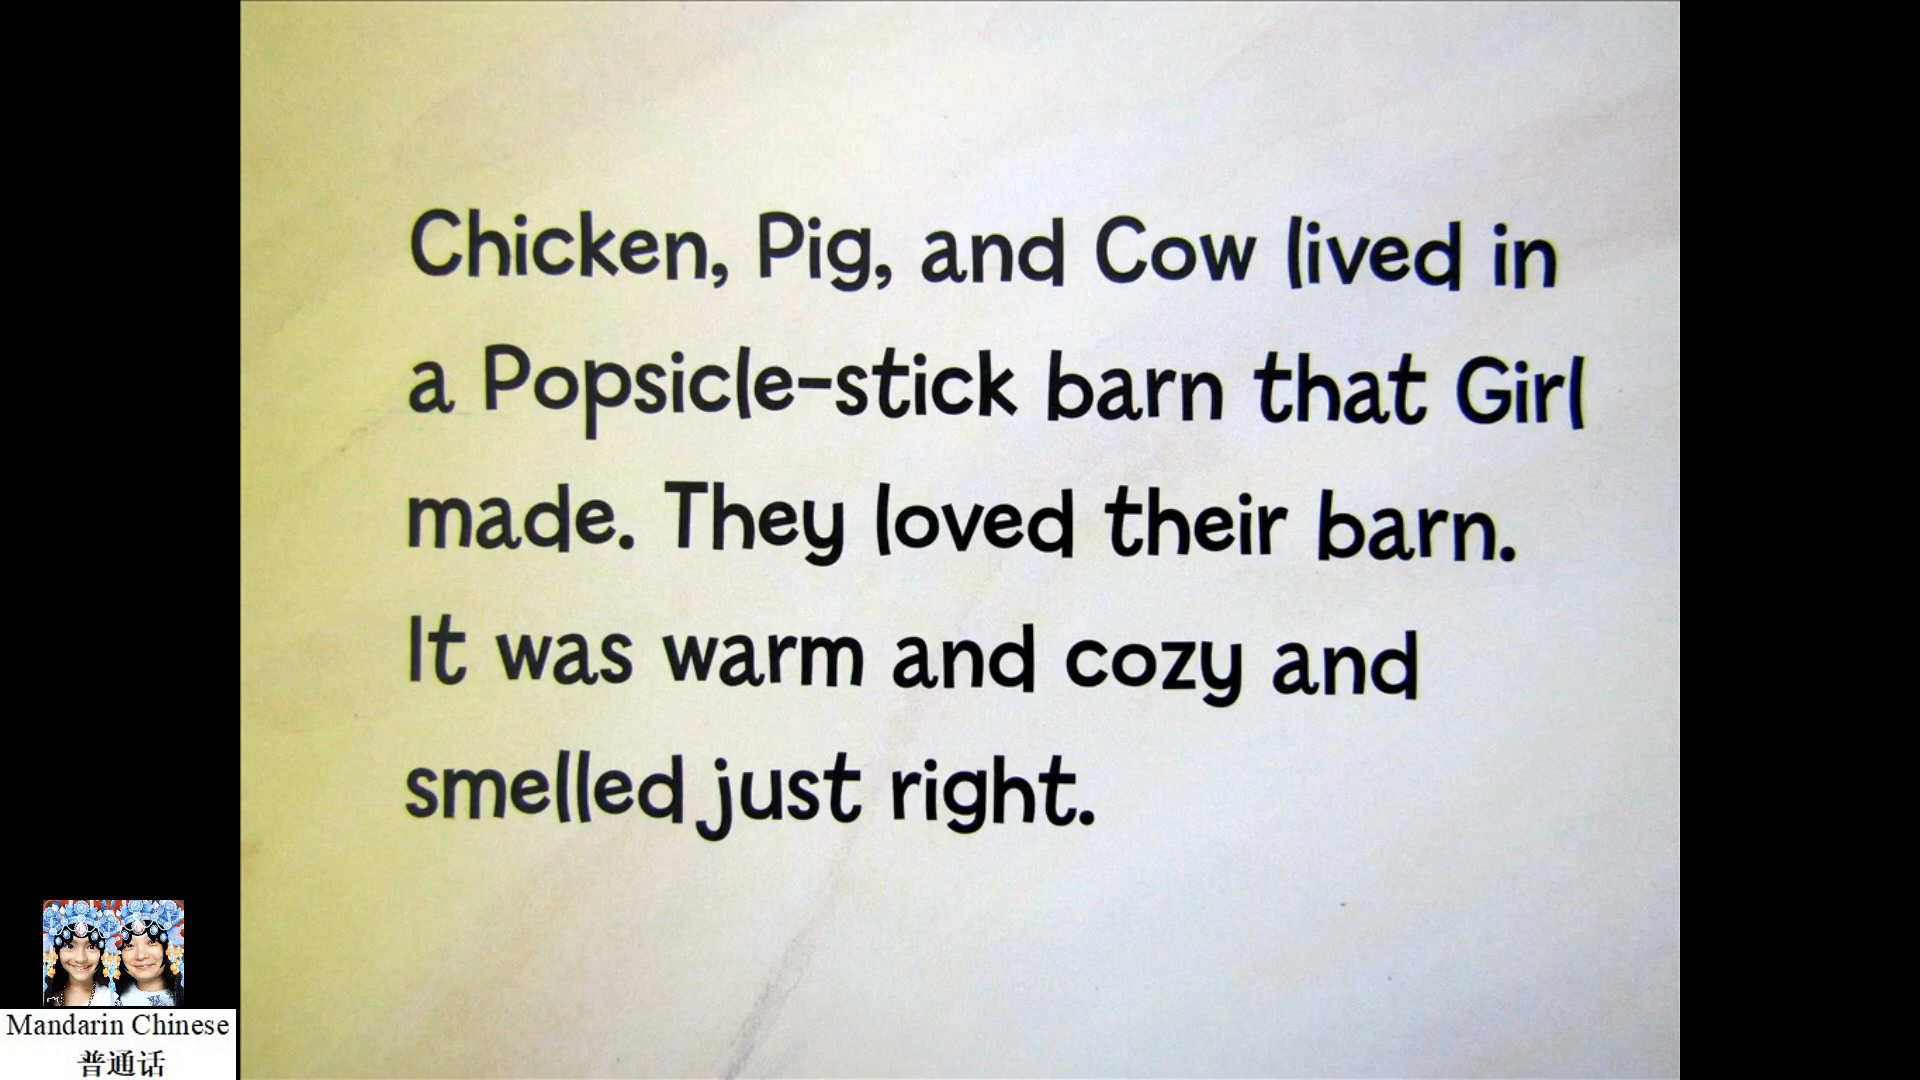 Chicken, Pig, and Cow lived in
a Popsicle-stick barn that Girl
made. They loved their barn.
It was warm and cozy and
smelled just right.
Mandarin Chinese
普通话